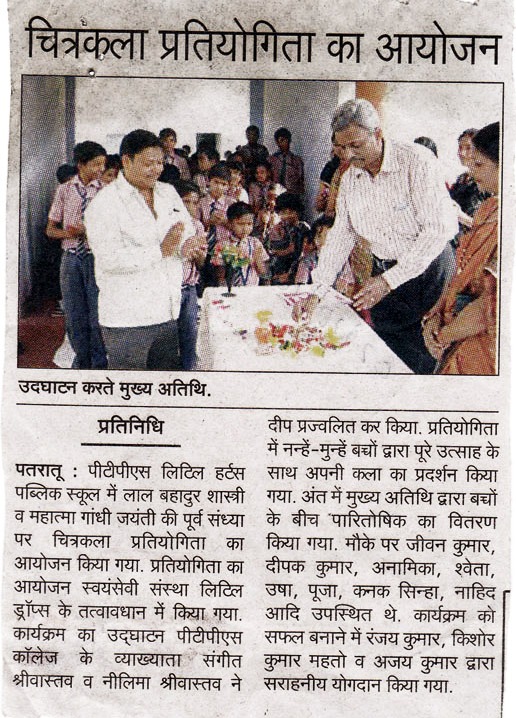 चित्रकला प्रतियोगिता का आयोजन
उदघाटन करते मुख्य अतिथि.
प्रतिनिधि
पतरातू : पीटीपीएस लिटिल हर्टस
पब्लिक स्कूल में लाल बहादुर शास्त्री
व महात्मा गांधी जयंती की पूर्व संध्या
पर चित्रकला प्रतियोगिता का
आयोजन किया गया. प्रतियोगिता का
आयोजन स्वयंसेवी संस्था लिटिल
ड्रॉप्स के तत्वावधान में किया गया.
कार्यक्रम का उद्घाटन पीटीपीएस
कॉलेज के व्याख्याता संगीत
श्रीवास्तव व नीलिमा श्रीवास्तव ने
दीप प्रज्वलित कर किया. प्रतियोगिता
में नन्हें-मुन्हें बचों द्वारा पूरे उत्साह के
साथ अपनी कला का प्रदर्शन किया
गया. अंत में मुख्य अतिथि द्वारा बचों
के बीच पारितोषिक का वितरण
किया गया. मौके पर जीवन कुमार,
दीपक कुमार, अनामिका, श्वेता,
उषा, पूजा, कनक सिन्हा, नाहिद
आदि उपस्थित थे. कार्यक्रम को
सफल बनाने में रंजय कुमार, किशोर
कुमार महतो व अजय कुमार द्वारा
सराहनीय योगदान किया गया.